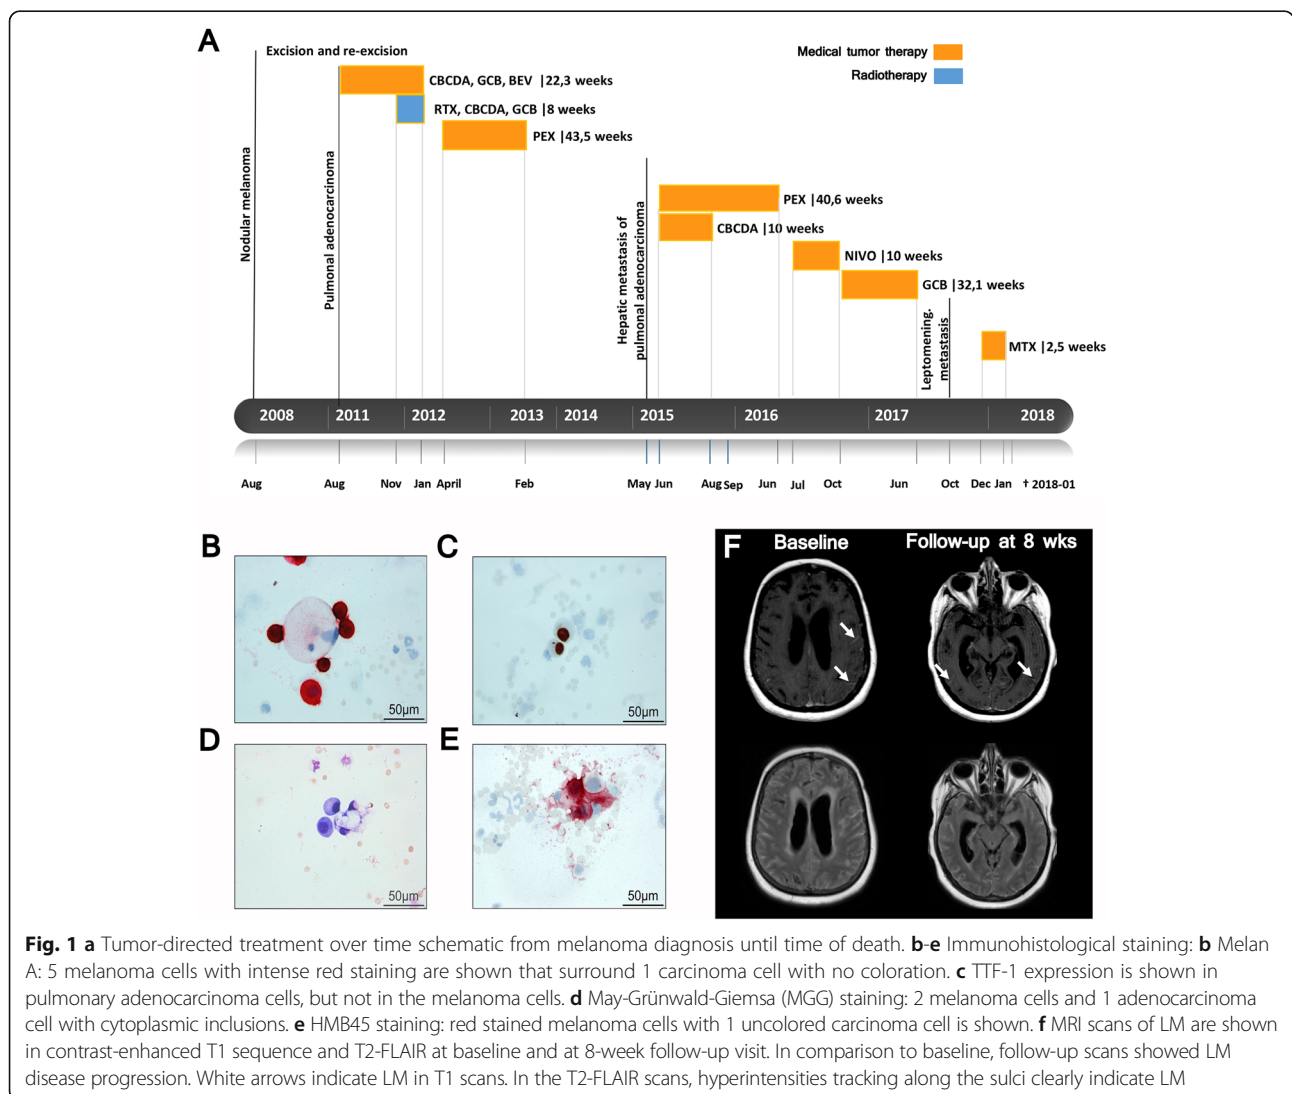 A
Excision and re-excision
Medical tumor therapy
Radiotherapy
CBCDA, GCB, BEV |22,3 weeks
RTX, CBCDA, GCB |8 weeks
PEX |43,5 weeks
Nodular melanoma
Pulmonal adenocarcinoma
Hepatic metastasis of
pulmonal adenocarcinoma
PEX |40,6 weeks
CBCDA |10 weeks
NIVO |10 weeks
GCB |32,1 weeks
Leptomening.
metastasis
MTX |2,5 weeks
2008 2011 2012 2013 2014 2015 2016 2017 2018
Aug Aug Nov Jan April Feb May Jun Aug Sep Jun Jul Oct Jun Oct Dec Jan † 2018-01
B
50µm
C
50µm
D
50µm
E
50µm
F Baseline Follow-up at 8 wks
Fig. 1 a Tumor-directed treatment over time schematic from melanoma diagnosis until time of death. b-e Immunohistological staining: b Melan
A: 5 melanoma cells with intense red staining are shown that surround 1 carcinoma cell with no coloration. c TTF-1 expression is shown in
pulmonary adenocarcinoma cells, but not in the melanoma cells. d May-Grünwald-Giemsa (MGG) staining: 2 melanoma cells and 1 adenocarcinoma
cell with cytoplasmic inclusions. e HMB45 staining: red stained melanoma cells with 1 uncolored carcinoma cell is shown. f MRI scans of LM are shown
in contrast-enhanced T1 sequence and T2-FLAIR at baseline and at 8-week follow-up visit. In comparison to baseline, follow-up scans showed LM
disease progression. White arrows indicate LM in T1 scans. In the T2-FLAIR scans, hyperintensities tracking along the sulci clearly indicate LM